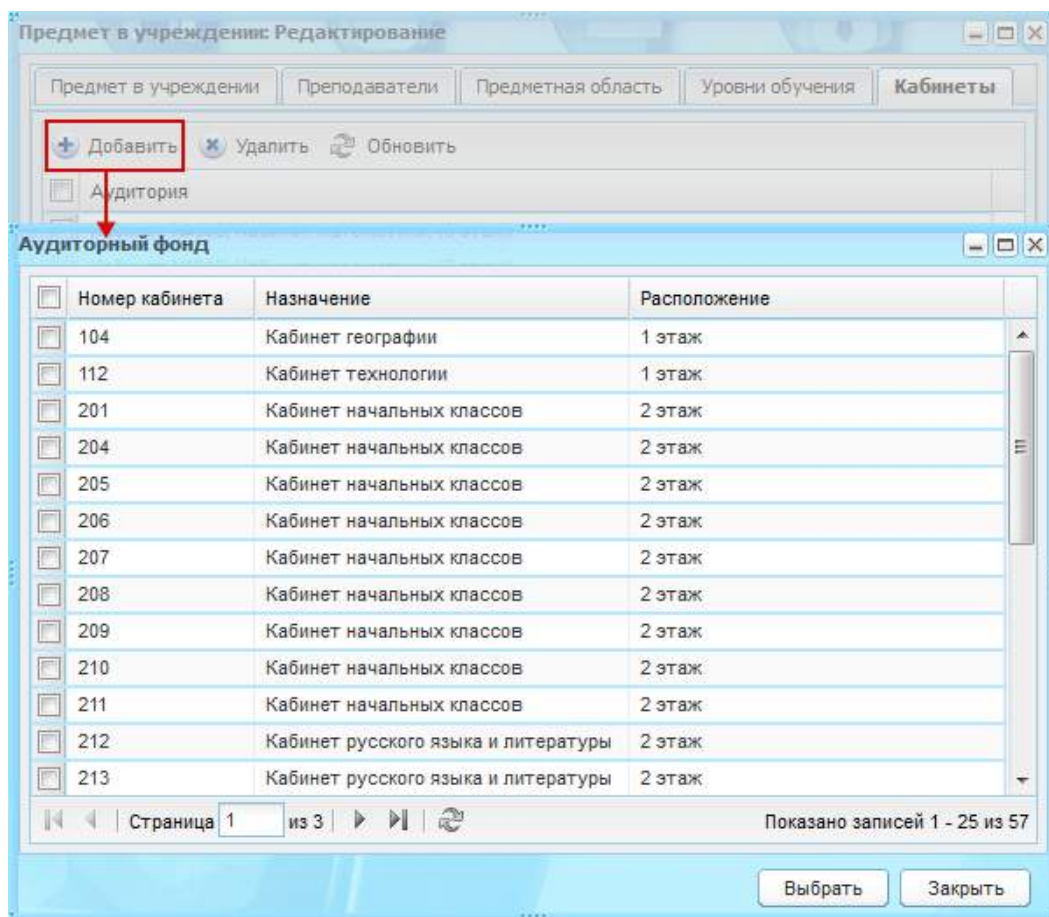 Предмет в учреждении: Редактирование
Предмет в учреждении Преподаватели Предметная область Уровни обучения Кабинеты
Добавить Удалить Обновить
Аудитория
Аудиторный фонд
Номер кабинета Назначение Расположение
104 Кабинет географии 1 этаж
112 Кабинет технологии 1 этаж
201 Кабинет начальных классов 2 этаж
204 Кабинет начальных классов 2 этаж
205 Кабинет начальных классов 2 этаж
206 Кабинет начальных классов 2 этаж
207 Кабинет начальных классов 2 этаж
208 Кабинет начальных классов 2 этаж
209 Кабинет начальных классов 2 этаж
210 Кабинет начальных классов 2 этаж
211 Кабинет начальных классов 2 этаж
212 Кабинет русского языка и литературы 2 этаж
213 Кабинет русского языка и литературы 2 этаж
Страница 1 из 3 Показано записей 1 - 25 из 57
Выбрать Закрыть